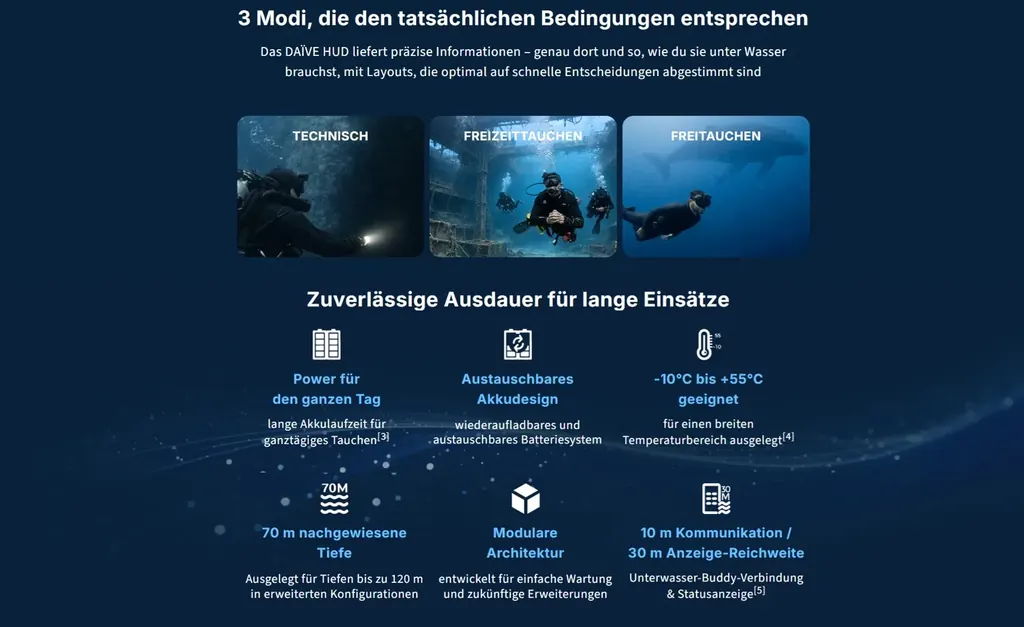 3 Modi, die den tatsächlichen Bedingungen entsprechen
Das DAÏVE HUD liefert präzise Informationen – genau dort und so, wie du sie unter Wasser
brauchst, mit Layouts, die optimal auf schnelle Entscheidungen abgestimmt sind
TECHNISCH
FREIZEITTAUCHEN
FREITAUCHEN
Zuverlässige Ausdauer für lange Einsätze
55
-10
Power für
den ganzen Tag
lange Akkulaufzeit für
ganztägiges Tauchen[3]
Austauschbares
Akkudesign
wiederaufladbares und
austauschbares Batteriesystem
-10°C bis +55°C
geeignet
für einen breiten
Temperaturbereich ausgelegt[4]
70M
70 m nachgewiesene
Tiefe
Ausgelegt für Tiefen bis zu 120 m
in erweiterten Konfigurationen
Modulare
Architektur
entwickelt für einfache Wartung
und zukünftige Erweiterungen
30
M
10 m Kommunikation /
30 m Anzeige-Reichweite
Unterwasser-Buddy-Verbindung
& Statusanzeige[5]